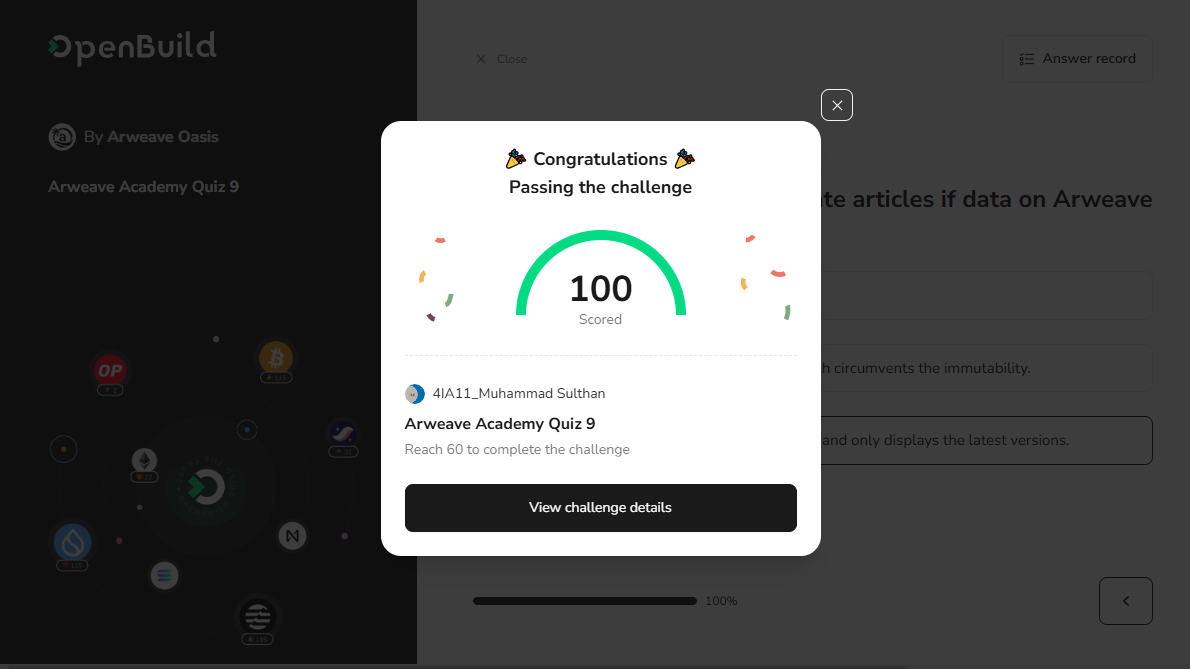 OpenBuild
By Arweave Oasis
Arweave Academy Quiz 9
Close
Answer record
te articles if data on Arweave
h circumvents the immutability.
and only displays the latest versions.
Congratulations
Passing the challenge
100
Scored
4IA11_Muhammad Sulthan
Arweave Academy Quiz 9
Reach 60 to complete the challenge
View challenge details
100%
OP